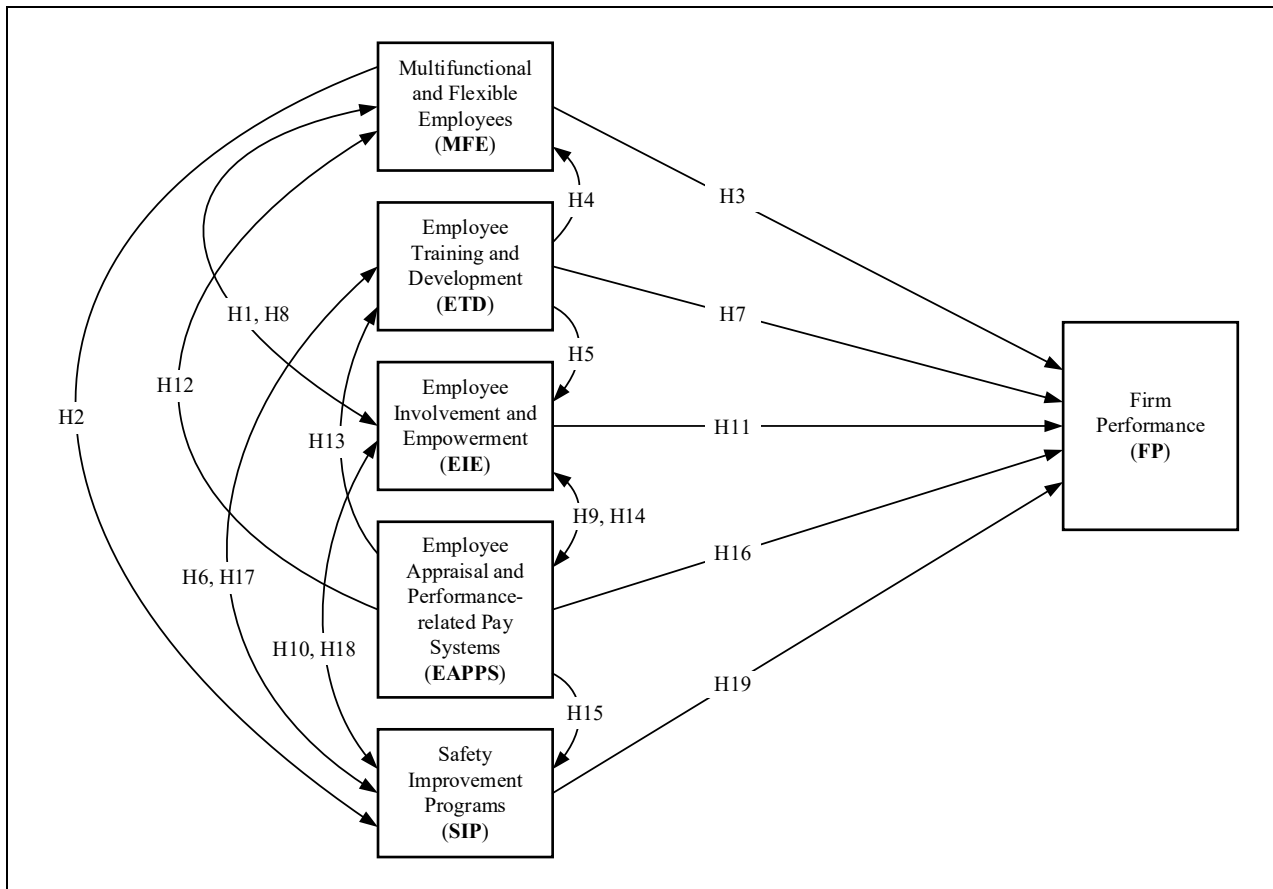 Multifunctional
and Flexible
Employees
(MFE)
H3
H4
Employee
Training and
Development
(ETD)
H1, H8
H7
H5
H12
H2
Employee
Involvement and
Empowerment
(EIE)
H13
H11
Firm
Performance
(FP)
H9, H14
Employee
Appraisal and
Performance-
related Pay
Systems
(EAPPS)
H16
H6, H17
H10, H18
H19
H15
Safety
Improvement
Programs
(SIP)